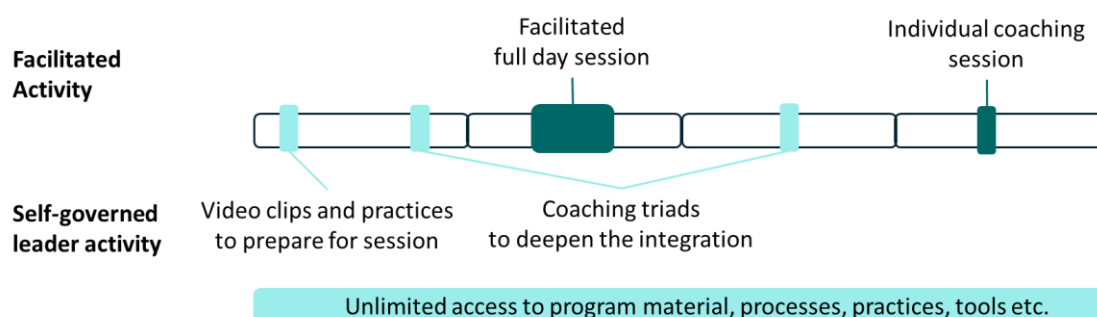 Facilitated
full day session
Individual coaching
session
Facilitated
Activity
Self-governed
leader activity
Video clips and practices
to prepare for session
Coaching triads
to deepen the integration
Unlimited access to program material, processes, practices, tools etc.